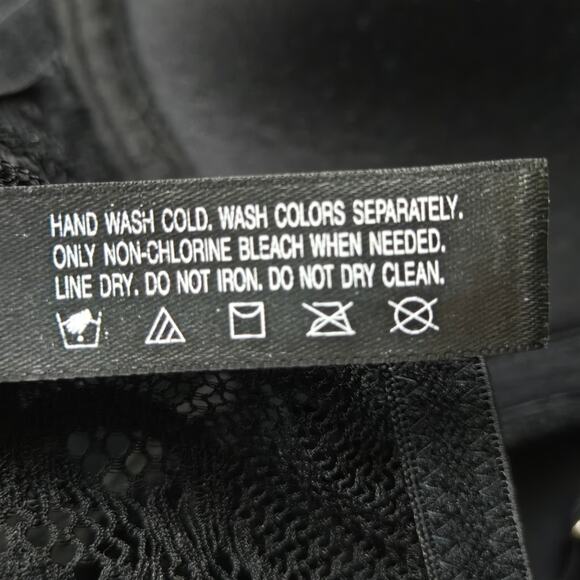 HAND WASH COLD. WASH COLORS SEPARATELY.
ONLY NON-CHLORINE BLEACH WHEN NEEDED.
LINE DRY. DO NOT IRON. DO NOT DRY CLEAN.